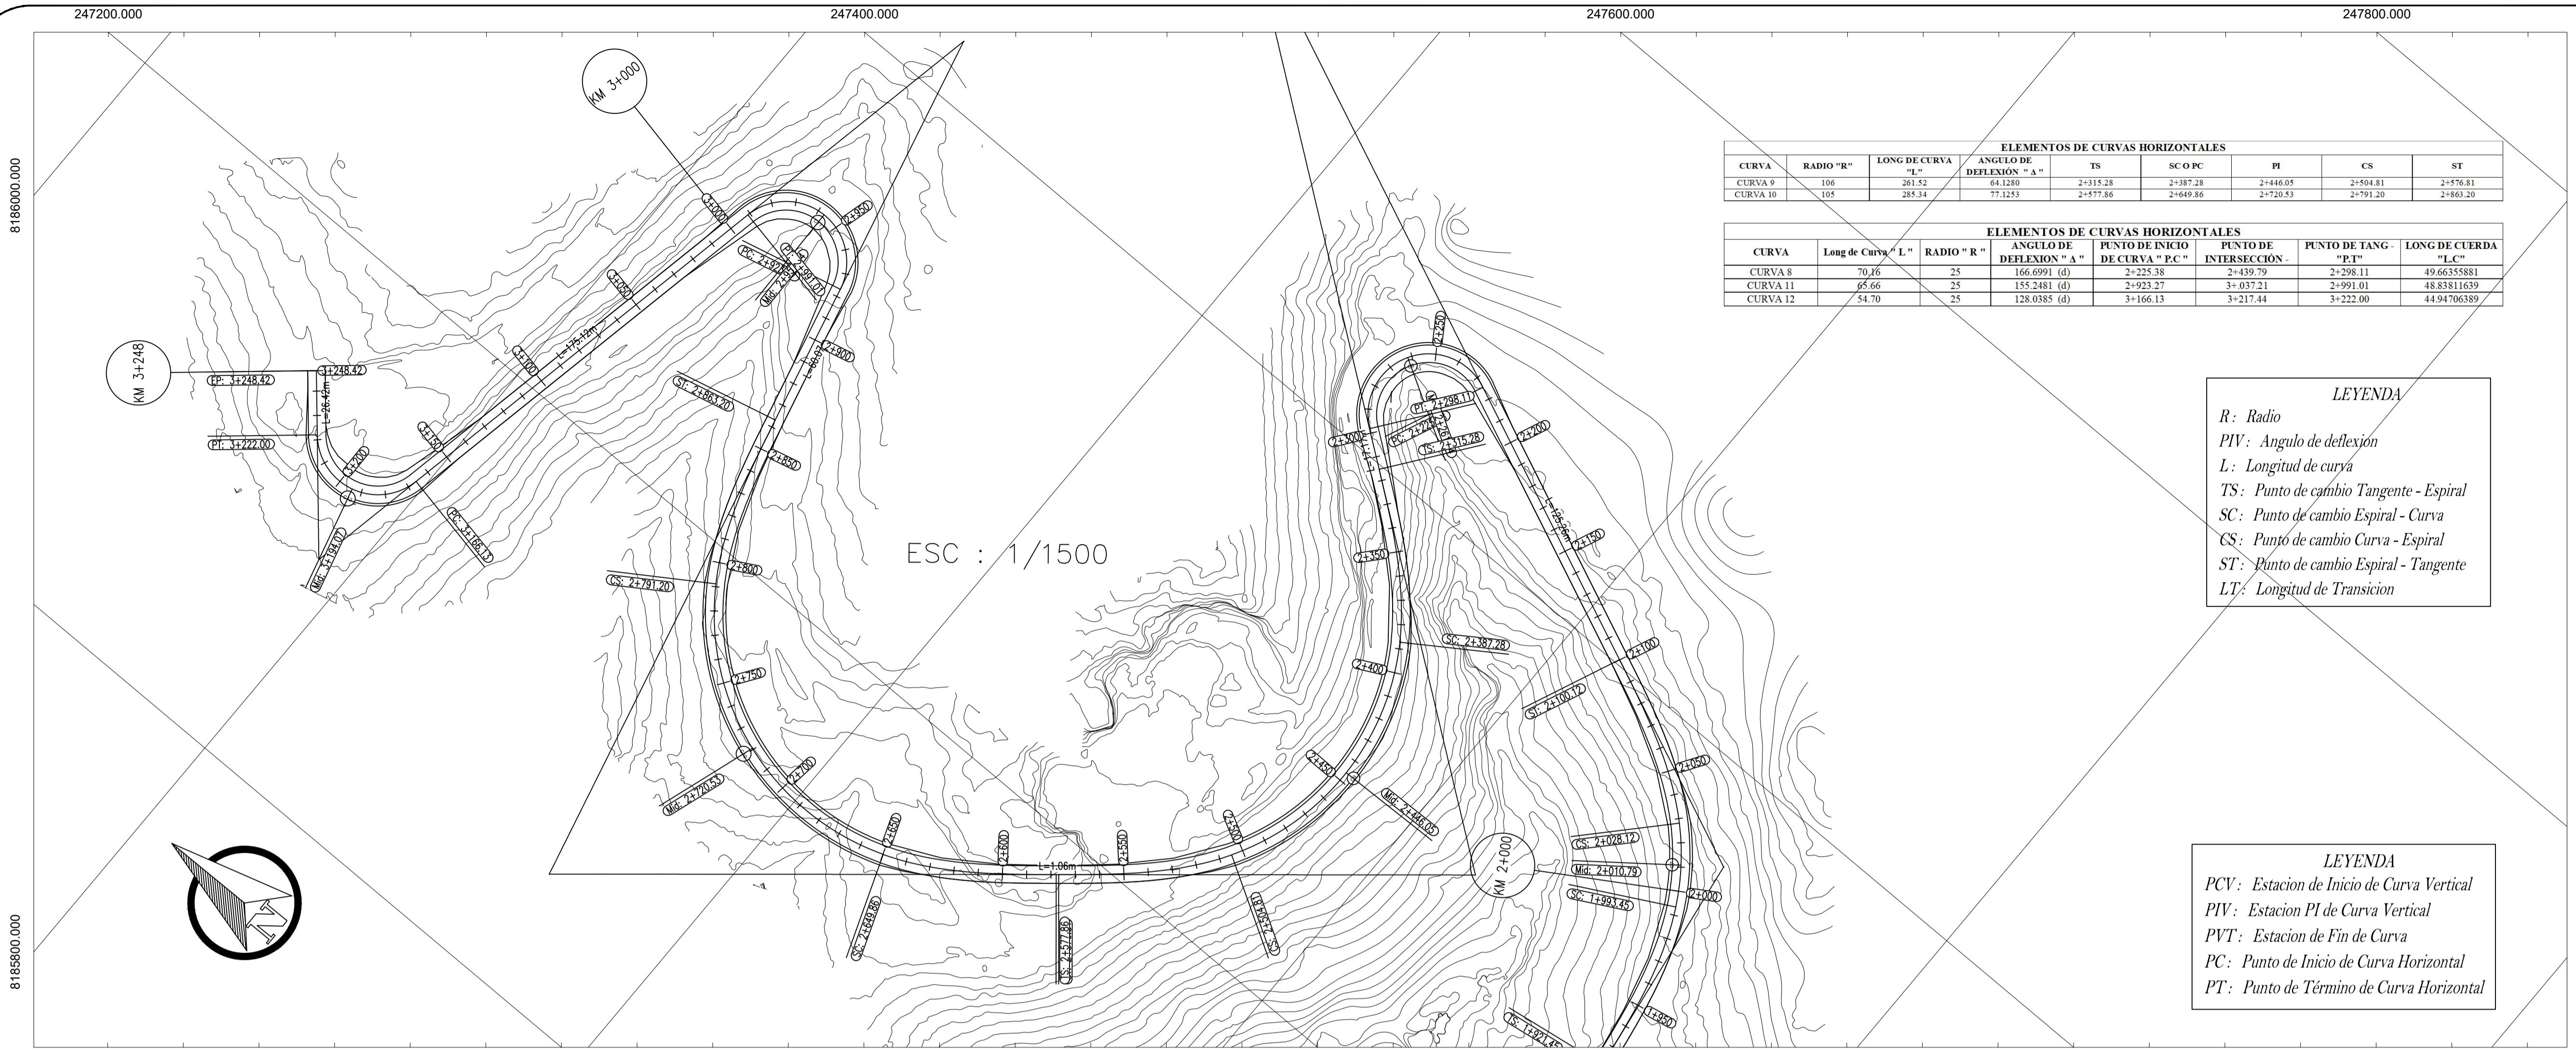 247200.000
247400.000
247600.000
247800.000
8186000.000
8185800.000
KM 3+000
KM 3+248
KM 2+000
ELEMENTOS DE CURVAS HORIZONTALES
CURVA RADIO "R" LONG DE CURVA "L" ANGULO DE DEFLEXIÓN " Δ " TS SC O PC PI CS ST
CURVA 9 106 261.52 64.1280 2+315.28 2+387.28 2+446.05 2+504.81 2+576.81
CURVA 10 105 285.34 77.1253 2+577.86 2+649.86 2+720.53 2+791.20 2+863.20
ELEMENTOS DE CURVAS HORIZONTALES
CURVA Long de Curva " L " RADIO " R " ANGULO DE DEFLEXION " Δ " PUNTO DE INICIO DE CURVA " P.C " PUNTO DE INTERSECCIÓN - PUNTO DE TANG - "P.T" LONG DE CUERDA "L.C"
CURVA 8 70.16 25 166.6991 (d) 2+225.38 2+439.79 2+298.11 49.66355881
CURVA 11 65.66 25 155.2481 (d) 2+923.27 3+.037.21 2+991.01 48.83811639
CURVA 12 54.70 25 128.0385 (d) 3+166.13 3+217.44 3+222.00 44.94706389
3+000
2+950
PT: 2+991.01
3+050
L=175.12m
3+100
2+900
3+248.42
EP: 3+248.42
L=26.42m
PT: 3+222.00
3+150
3+200
Mid: 3+194.07
PC: 3+166.13
ST: 2+863.20
2+850
2+800
CS: 2+791.20
2+750
Mid: 2+720.53
2+700
2+650
SC: 2+649.86
2+600
L=1.06m
TS: 2+577.86
2+550
2+500
CS: 2+504.81
2+450
Mid: 2+446.05
2+400
SC: 2+387.28
2+350
2+300
TS: 2+315.28
PT: 2+298.11
2+250
2+200
L=125.26m
2+150
2+100
ST: 2+100.12
2+050
CS: 2+028.12
Mid: 2+010.79
2+000
SC: 1+993.45
1+950
TS: 1+921.45
ESC : 1/1500
N
LEYENDA
R : Radio
PIV : Angulo de deflexión
L : Longitud de curva
TS : Punto de cambio Tangente - Espiral
SC : Punto de cambio Espiral - Curva
CS : Punto de cambio Curva - Espiral
ST : Punto de cambio Espiral - Tangente
LT : Longitud de Transicion
LEYENDA
PCV : Estacion de Inicio de Curva Vertical
PIV : Estacion PI de Curva Vertical
PVT : Estacion de Fin de Curva
PC : Punto de Inicio de Curva Horizontal
PT : Punto de Término de Curva Horizontal